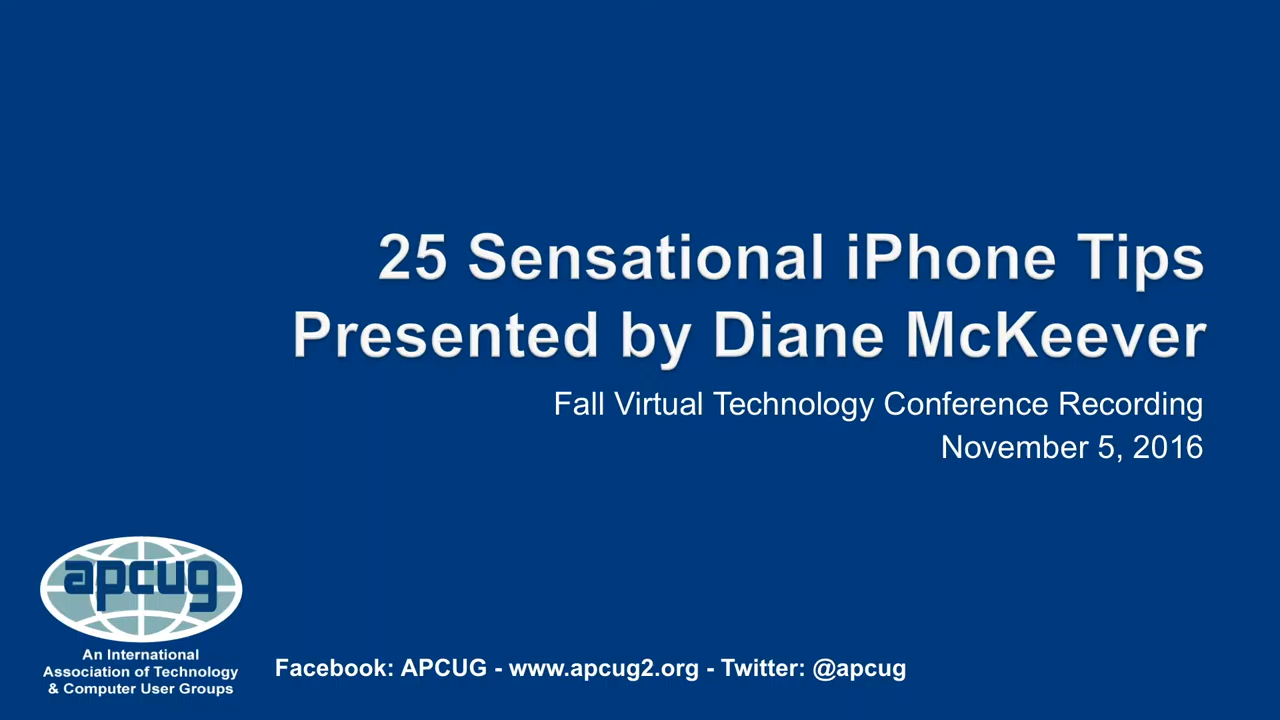 25 Sensational iPhone Tips
Presented by Diane McKeever
Fall Virtual Technology Conference Recording
November 5, 2016
apcug
An International
Association of Technology
& Computer User Groups
Facebook: APCUG - www.apcug2.org - Twitter: @apcug